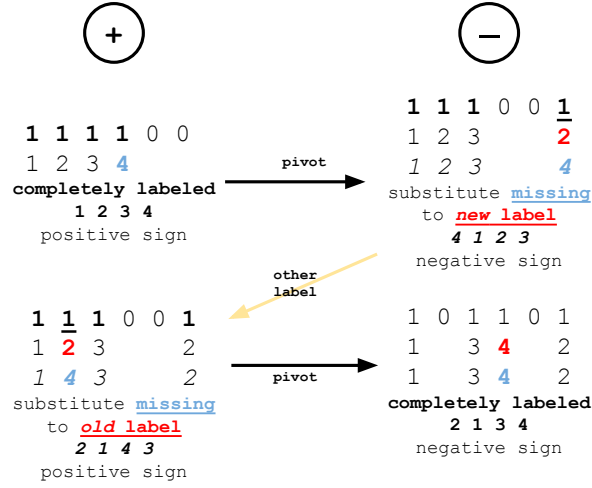 +
−
1 1 1 1 0 0
1 2 3 4
completely labeled
1 2 3 4
positive sign
pivot
1 1 1 0 0 1
1 2 3 2
1 2 3 4
substitute missing
to new label
4 1 2 3
negative sign
other
label
1 1 1 0 0 1
1 2 3 2
1 4 3 2
substitute missing
to old label
2 1 4 3
positive sign
pivot
1 0 1 1 0 1
1 3 4 2
1 3 4 2
completely labeled
2 1 3 4
negative sign